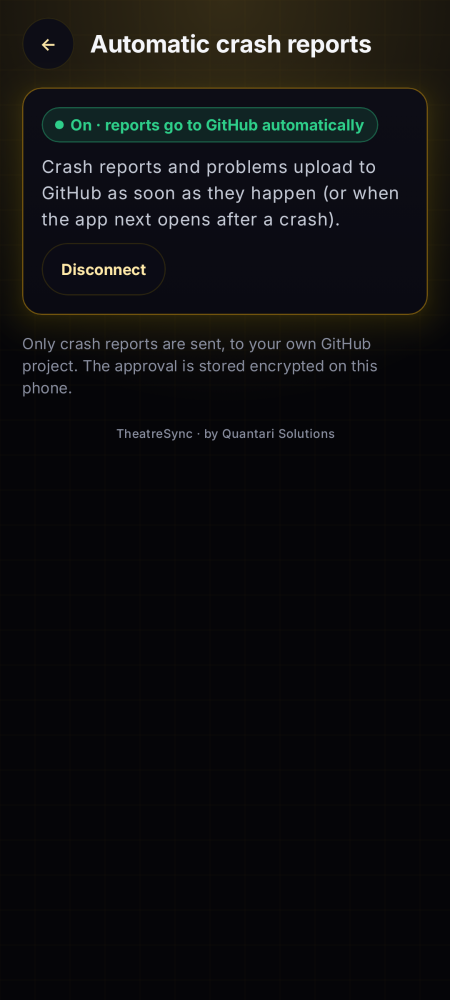 ←
Automatic crash reports
On · reports go to GitHub automatically
Crash reports and problems upload to
GitHub as soon as they happen (or when
the app next opens after a crash).
Disconnect
Only crash reports are sent, to your own GitHub
project. The approval is stored encrypted on this
phone.
TheatreSync · by Quantari Solutions